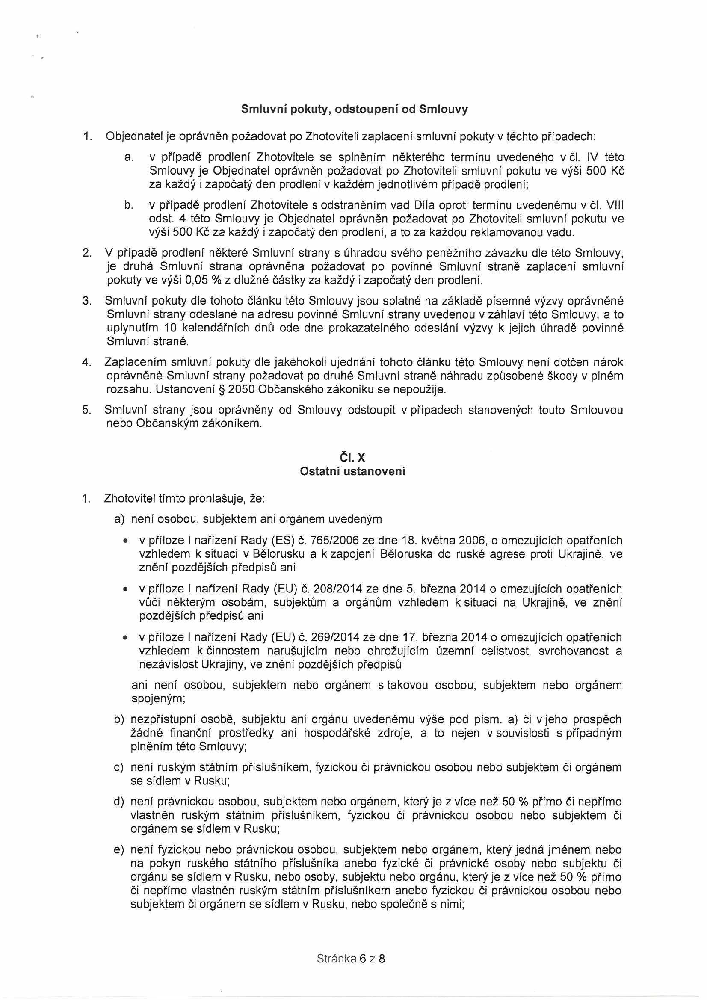 Smluvní pokuty, odstoupení od Smlouvy
1. Objednatel je oprávněn požadovat po Zhotoviteli zaplacení smluvní pokuty v těchto případech:
a. v případě prodlení Zhotovitele se splněním některého termínu uvedeného v čl. IV této
Smlouvy je Objednatel oprávněn požadovat po Zhotoviteli smluvní pokutu ve výši 500 Kč
za každý i započatý den prodlení v každém jednotlivém případě prodlení;
b. v případě prodlení Zhotovitele s odstraněním vad Díla oproti termínu uvedenému v čl. VIII
odst. 4 této Smlouvy je Objednatel oprávněn požadovat po Zhotoviteli smluvní pokutu ve
výši 500 Kč za každý i započatý den prodlení, a to za každou reklamovanou vadu.
2. V případě prodlení některé Smluvní strany s úhradou svého peněžního závazku dle této Smlouvy,
je druhá Smluvní strana oprávněna požadovat po povinné Smluvní straně zaplacení smluvní
pokuty ve výši 0,05 % z dlužné částky za každý i započatý den prodlení.
3. Smluvní pokuty dle tohoto článku této Smlouvy jsou splatné na základě písemné výzvy oprávněné
Smluvní strany odeslané na adresu povinné Smluvní strany uvedenou v záhlaví této Smlouvy, a to
uplynutím 10 kalendářních dnů ode dne prokazatelného odeslání výzvy k jejich úhradě povinné
Smluvní straně.
4. Zaplacením smluvní pokuty dle jakéhokoli ujednání tohoto článku této Smlouvy není dotčen nárok
oprávněné Smluvní strany požadovat po druhé Smluvní straně náhradu způsobené škody v plném
rozsahu. Ustanovení § 2050 Občanského zákoníku se nepoužije.
5. Smluvní strany jsou oprávněny od Smlouvy odstoupit v případech stanovených touto Smlouvou
nebo Občanským zákoníkem.
Čl. X
Ostatní ustanovení
1. Zhotovitel tímto prohlašuje, že:
a) není osobou, subjektem ani orgánem uvedeným
• v příloze I nařízení Rady (ES) č. 765/2006 ze dne 18. května 2006, o omezujících opatřeních
vzhledem k situaci v Bělorusku a k zapojení Běloruska do ruské agrese proti Ukrajině, ve
znění pozdějších předpisů ani
• v příloze I nařízení Rady (EU) č. 208/2014 ze dne 5. března 2014 o omezujících opatřeních
vůči některým osobám, subjektům a orgánům vzhledem k situaci na Ukrajině, ve znění
pozdějších předpisů ani
• v příloze I nařízení Rady (EU) č. 269/2014 ze dne 17. března 2014 o omezujících opatřeních
vzhledem k činnostem narušujícím nebo ohrožujícím územní celistvost, svrchovanost a
nezávislost Ukrajiny, ve znění pozdějších předpisů
ani není osobou, subjektem nebo orgánem s takovou osobou, subjektem nebo orgánem
spojeným;
b) nezpřístupní osobě, subjektu ani orgánu uvedenému výše pod písm. a) či v jeho prospěch
žádné finanční prostředky ani hospodářské zdroje, a to nejen v souvislosti s případným
plněním této Smlouvy;
c) není ruským státním příslušníkem, fyzickou či právnickou osobou nebo subjektem či orgánem
se sídlem v Rusku;
d) není právnickou osobou, subjektem nebo orgánem, který je z více než 50 % přímo či nepřímo
vlastněn ruským státním příslušníkem, fyzickou či právnickou osobou nebo subjektem či
orgánem se sídlem v Rusku;
e) není fyzickou nebo právnickou osobou, subjektem nebo orgánem, který jedná jménem nebo
na pokyn ruského státního příslušníka anebo fyzické či právnické osoby nebo subjektu či
orgánu se sídlem v Rusku, nebo osoby, subjektu nebo orgánu, který je z více než 50 % přímo
či nepřímo vlastněn ruským státním příslušníkem anebo fyzickou či právnickou osobou nebo
subjektem či orgánem se sídlem v Rusku, nebo společně s nimi;
Stránka 6 z 8